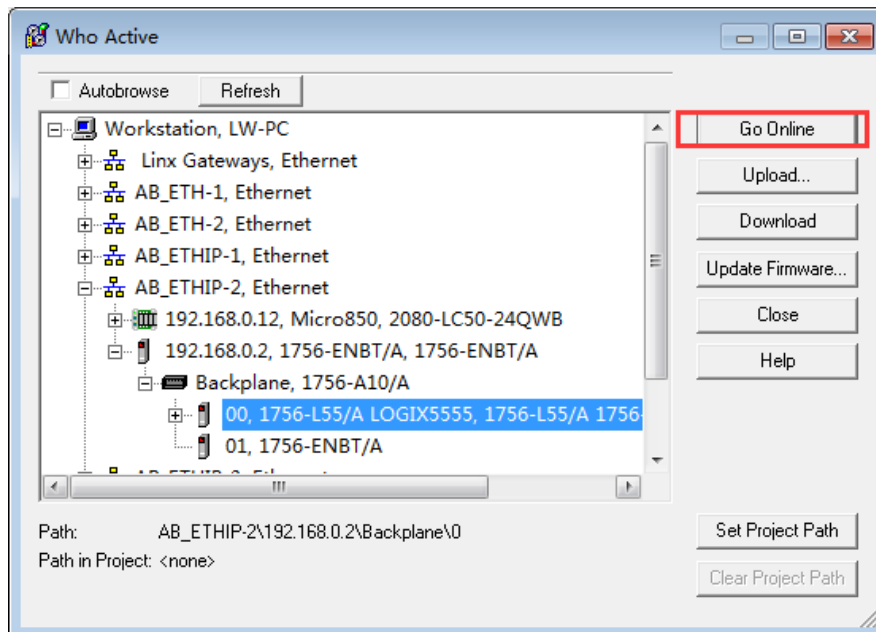 Who Active
Autobrowse
Refresh
Workstation, LW-PC
Linx Gateways, Ethernet
AB_ETH-1, Ethernet
AB_ETH-2, Ethernet
AB_ETHIP-1, Ethernet
AB_ETHIP-2, Ethernet
192.168.0.12, Micro850, 2080-LC50-24QWB
192.168.0.2, 1756-ENBT/A, 1756-ENBT/A
Backplane, 1756-A10/A
00, 1756-L55/A LOGIX5555, 1756-L55/A 1756-
01, 1756-ENBT/A
Go Online
Upload...
Download
Update Firmware...
Close
Help
Path: AB_ETHIP-2\192.168.0.2\Backplane\0
Path in Project: <none>
Set Project Path
Clear Project Path